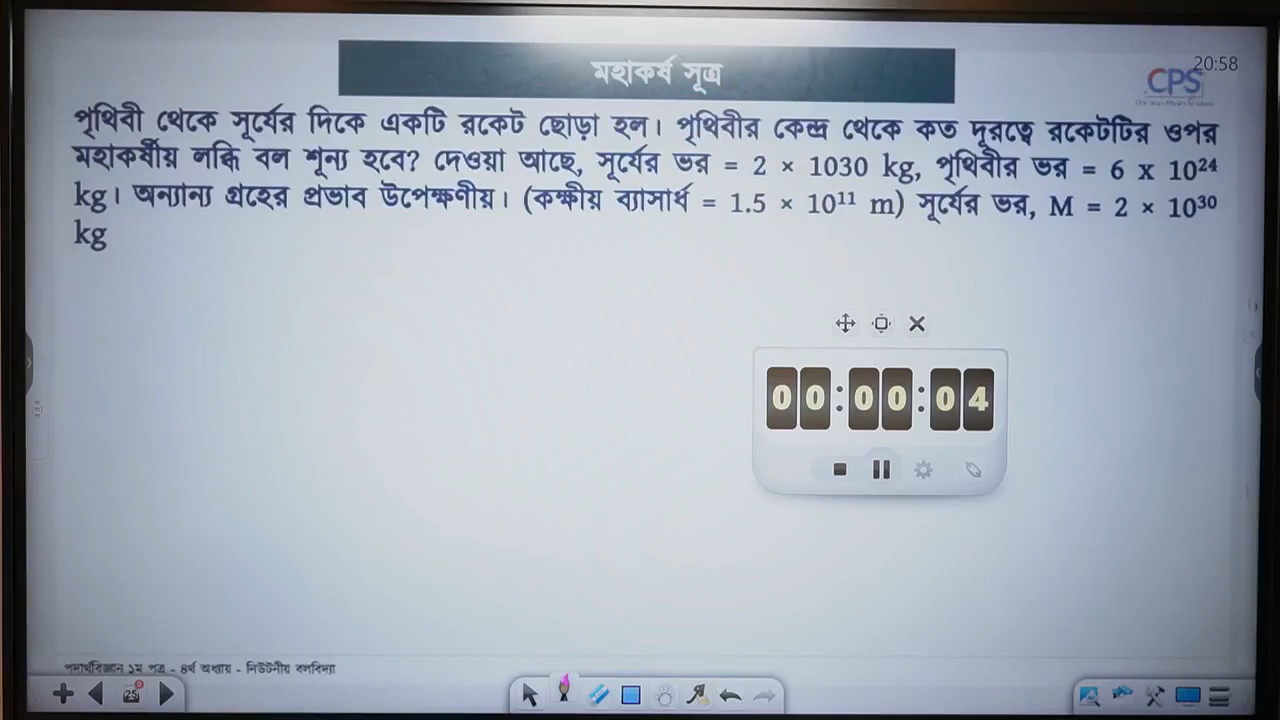 মহাকর্ষ সূত্র
20:58
CPS
পৃথিবী থেকে সূর্যের দিকে একটি রকেট ছোড়া হল। পৃথিবীর কেন্দ্র থেকে কত দূরত্বে রকেটটির ওপর
মহাকর্ষীয় লব্ধি বল শূন্য হবে? দেওয়া আছে, সূর্যের ভর = 2 × 1030 kg, পৃথিবীর ভর = 6 x 10²⁴
kg। অন্যান্য গ্রহের প্রভাব উপেক্ষণীয়। (কক্ষীয় ব্যাসার্ধ = 1.5 × 10¹¹ m) সূর্যের ভর, M = 2 × 10³⁰
kg
00:00:04
পদার্থবিজ্ঞান ১ম পত্র - ৪র্থ অধ্যায় - নিউটনীয় বলবিদ্যা
25